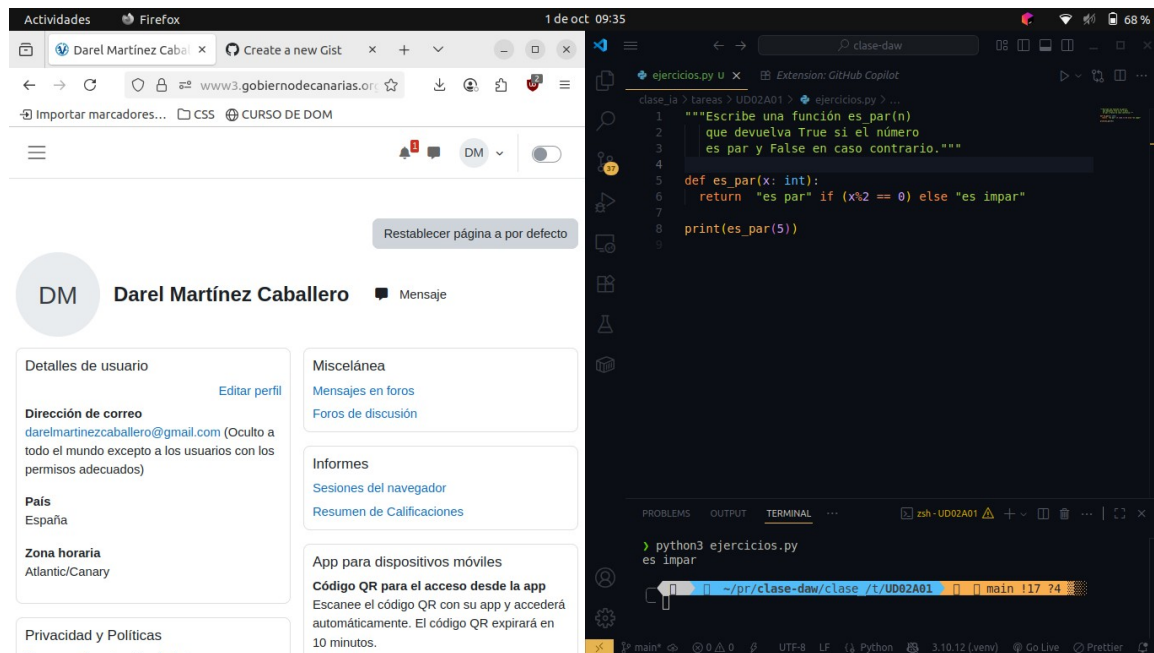 Actividades Firefox 1 de oct 09:35 68 %
Darel Martínez Cabal Create a new Gist
www3.gobiernodecanarias.org
Importar marcadores... CSS CURSO DE DOM
1 DM
Restablecer página a por defecto
DM Darel Martínez Caballero Mensaje
Detalles de usuario
Editar perfil
Dirección de correo
darelmartinezcaballero@gmail.com (Oculto a
todo el mundo excepto a los usuarios con los
permisos adecuados)
País
España
Zona horaria
Atlantic/Canary
Privacidad y Políticas
Miscelánea
Mensajes en foros
Foros de discusión
Informes
Sesiones del navegador
Resumen de Calificaciones
App para dispositivos móviles
Código QR para el acceso desde la app
Escanee el código QR con su app y accederá
automáticamente. El código QR expirará en
10 minutos.
clase-daw
ejercicios.py U Extension: GitHub Copilot
clase_ia > tareas > UD02A01 > ejercicios.py > ...
37
1 """Escribe una función es_par(n)
2 que devuelva True si el número
3 es par y False en caso contrario."""
4
5 def es_par(x: int):
6 return "es par" if (x%2 == 0) else "es impar"
7
8 print(es_par(5))
9
PROBLEMS OUTPUT TERMINAL ... zsh - UD02A01
❯ python3 ejercicios.py
es impar
~/pr/clase-daw/clase_/t/UD02A01 main !17 ?4
main* 0 0 UTF-8 LF Python 3.10.12 (.venv) Go Live Prettier